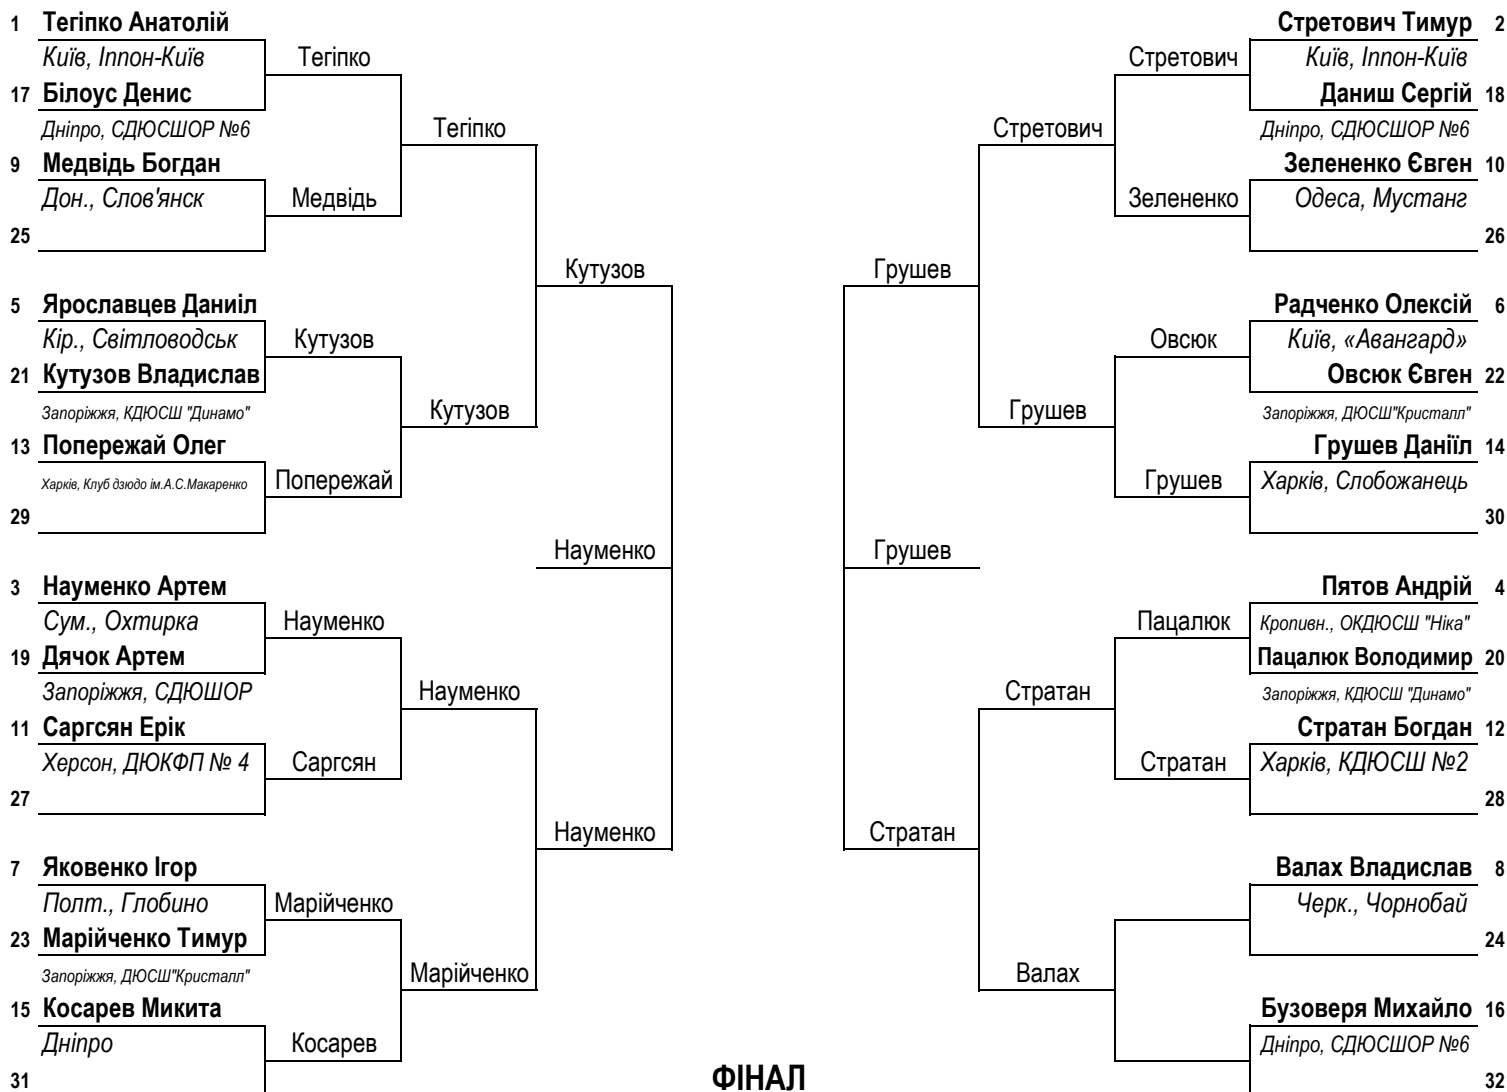 1 Тегіпко Анатолій
Київ, Іппон-Київ
Тегіпко
17 Білоус Денис
Дніпро, СДЮСШОР №6
Тегіпко
9 Медвідь Богдан
Дон., Слов'янск
Медвідь
25
Кутузов
5 Ярославцев Даниіл
Кір., Світловодськ
Кутузов
21 Кутузов Владислав
Запоріжжя, КДЮСШ "Динамо"
Кутузов
13 Попережай Олег
Харків, Клуб дзюдо ім.А.С.Макаренко
Попережай
29
Науменко
3 Науменко Артем
Сум., Охтирка
Науменко
19 Дячок Артем
Запоріжжя, СДЮШОР
Науменко
11 Саргсян Ерік
Херсон, ДЮКФП № 4
Саргсян
27
Науменко
7 Яковенко Ігор
Полт., Глобино
Марійченко
23 Марійченко Тимур
Запоріжжя, ДЮСШ"Кристалл"
Марійченко
15 Косарев Микита
Дніпро
Косарев
31
Стретович Тимур 2
Стретович
Київ, Іппон-Київ
Даниш Сергій 18
Стретович
Дніпро, СДЮСШОР №6
Зелененко Євген 10
Зелененко
Одеса, Мустанг
26
Грушев
Радченко Олексій 6
Овсюк
Київ, «Авангард»
Овсюк Євген 22
Грушев
Запоріжжя, ДЮСШ"Кристалл"
Грушев Даніїл 14
Грушев
Харків, Слобожанець
30
Грушев
Пятов Андрій 4
Пацалюк
Кропивн., ОКДЮСШ "Ніка"
Пацалюк Володимир 20
Стратан
Запоріжжя, КДЮСШ "Динамо"
Стратан Богдан 12
Стратан
Харків, КДЮСШ №2
28
Стратан
Валах Владислав 8
Черк., Чорнобай
24
Валах
Бузоверя Михайло 16
Дніпро, СДЮСШОР №6
32
ФІНАЛ